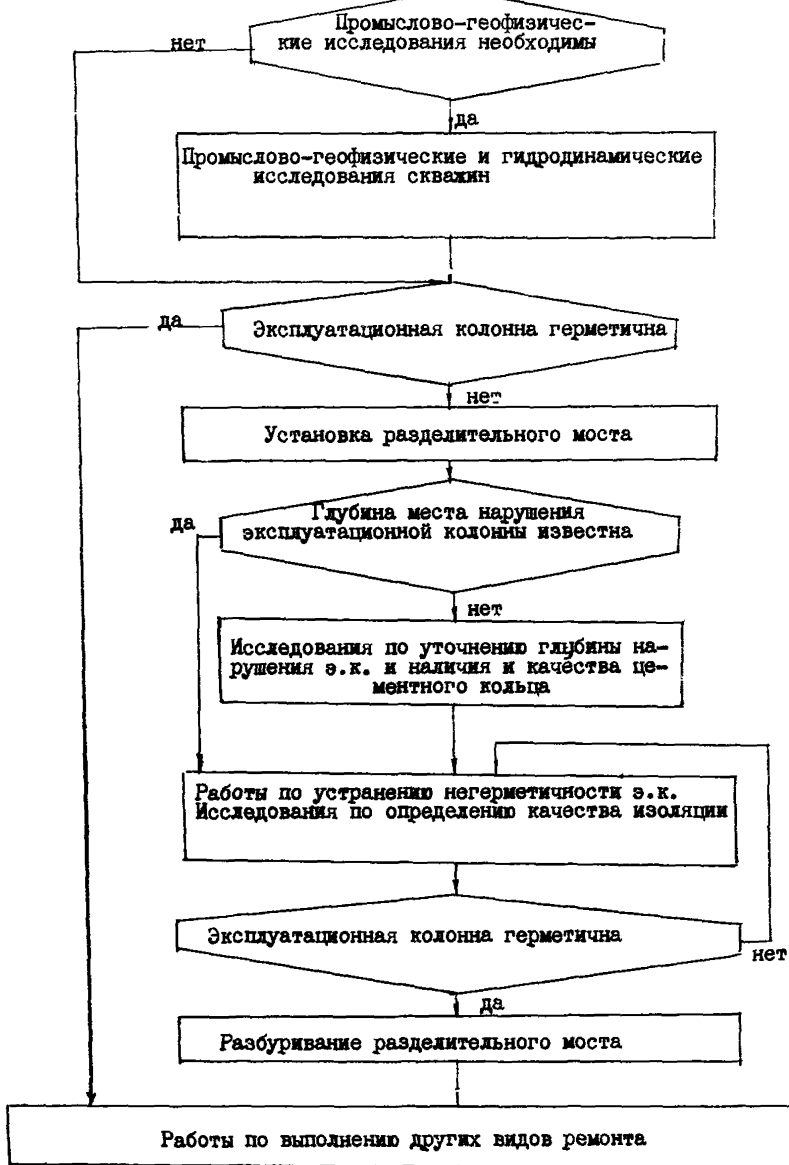 Промыслово-геофизичес-
кие исследования необходимы
нет
да
Промыслово-геофизические и гидродинамические
исследования скважин
да
Эксплуатационная колонна герметична
нет
Установка разделительного моста
Глубина места нарушения
эксплуатационной колонны известна
да
нет
Исследования по уточнению глубины на-
рушения э.к. и наличия и качества це-
ментного кольца
Работы по устранению негерметичности э.к.
Исследования по определению качества изоляции
Эксплуатационная колонна герметична
нет
да
Разбуривание разделительного моста
Работы по выполнению других видов ремонта